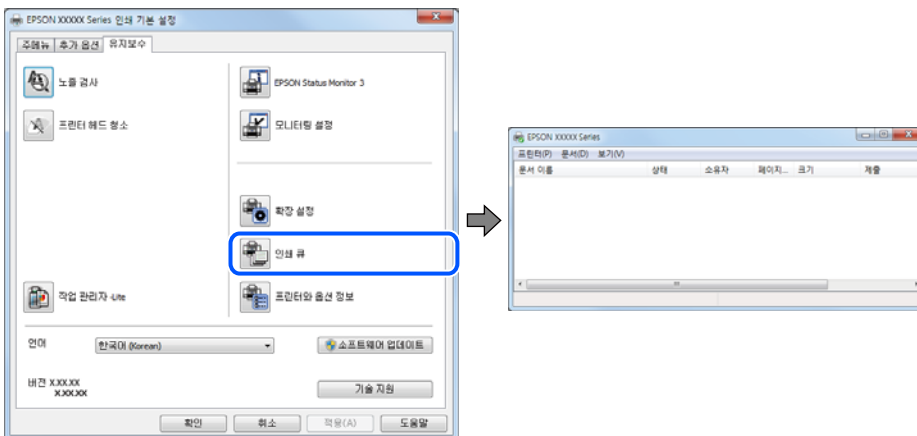 EPSON XXXXX Series 인쇄 기본 설정
주메뉴 추가 옵션 유지보수
노즐 검사
EPSON Status Monitor 3
프린터 헤드 청소
모니터링 설정
확장 설정
인쇄 큐
작업 관리자 -Lite
프린터와 옵션 정보
언어 한국어 (Korean)
소프트웨어 업데이트
버전 X.XX.XX
X.XX.XX
기술 지원
확인 취소 적용(A) 도움말
EPSON XXXXX Series
프린터(P) 문서(D) 보기(V)
문서 이름 상태 소유자 페이지... 크기 제출